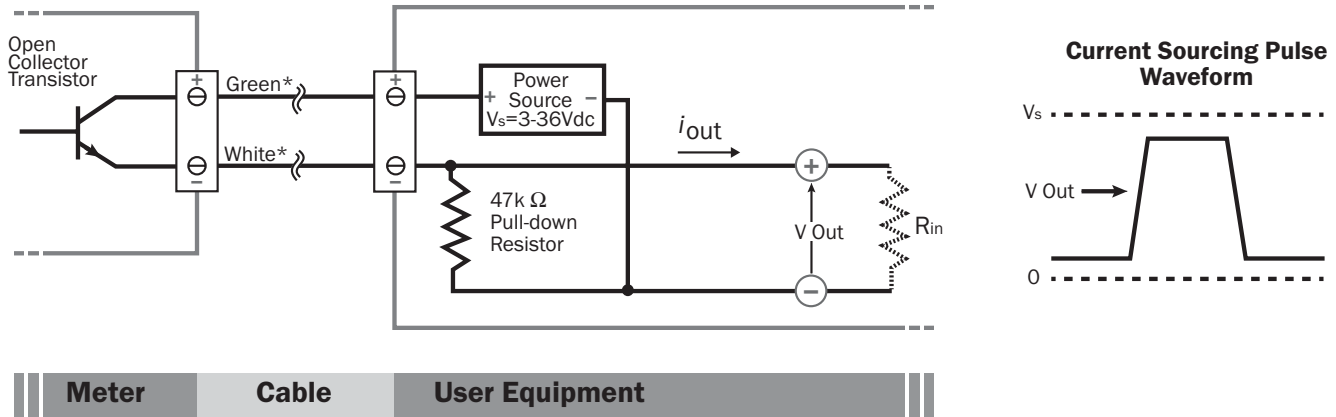 Open
Collector
Transistor
+
Green*
White*
−
+
−
Power
Source
+ −
Vs=3-36Vdc
iout
47k Ω
Pull-down
Resistor
+
V Out
−
Rin
Current Sourcing Pulse
Waveform
Vs
V Out
0
Meter
Cable
User Equipment